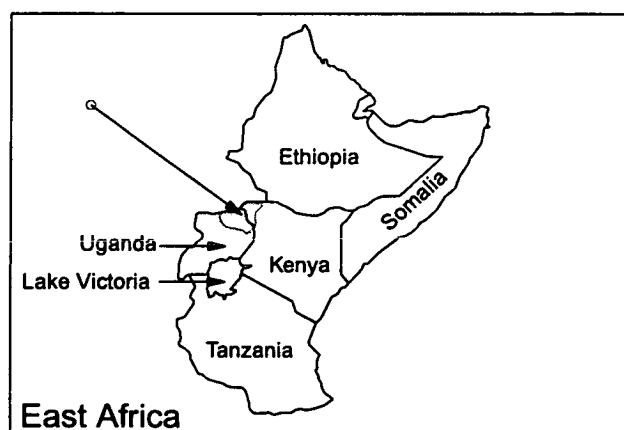 Ethiopia
Somalia
Uganda
Kenya
Lake Victoria
Tanzania
East Africa